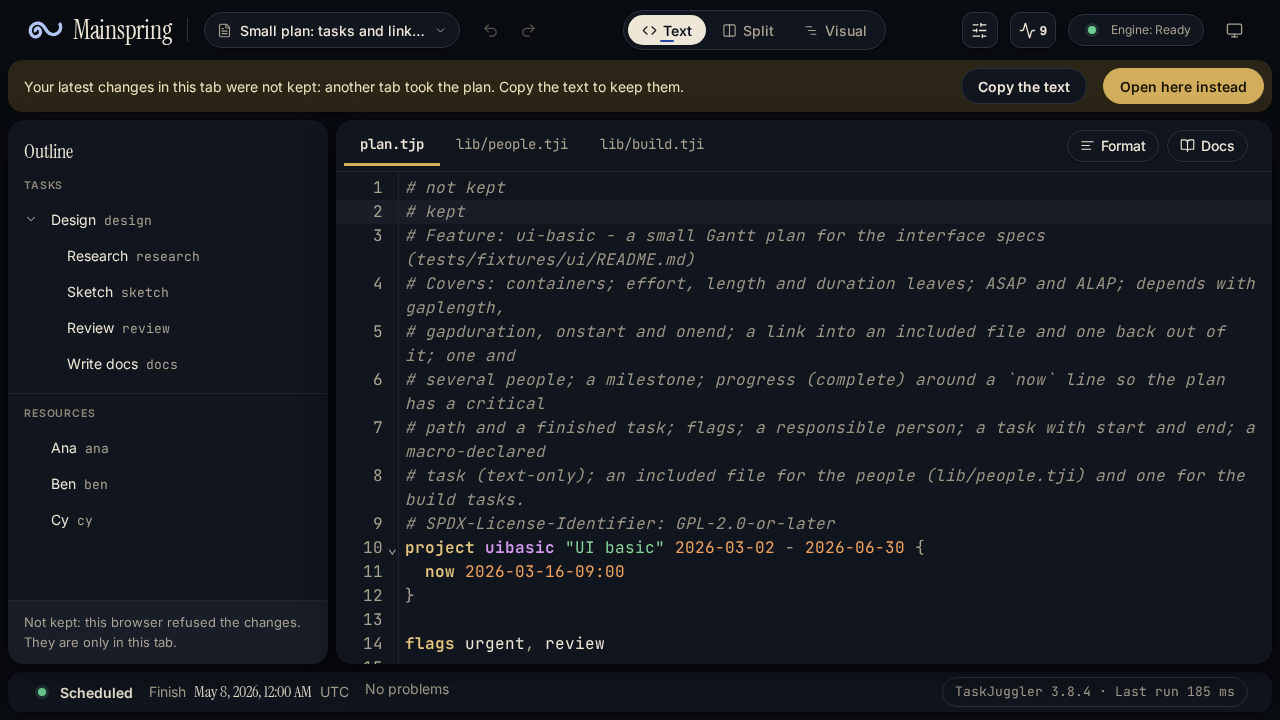 Mainspring
Small plan: tasks and link...
Text
Split
Visual
9
Engine: Ready
Your latest changes in this tab were not kept: another tab took the plan. Copy the text to keep them.
Copy the text
Open here instead
Outline
TASKS
Design design
Research research
Sketch sketch
Review review
Write docs docs
RESOURCES
Ana ana
Ben ben
Cy cy
Not kept: this browser refused the changes.
They are only in this tab.
plan.tjp
lib/people.tji
lib/build.tji
Format
Docs
1 # not kept
2 # kept
3 # Feature: ui-basic - a small Gantt plan for the interface specs
(tests/fixtures/ui/README.md)
4 # Covers: containers; effort, length and duration leaves; ASAP and ALAP; depends with
gaplength,
5 # gapduration, onstart and onend; a link into an included file and one back out of
it; one and
6 # several people; a milestone; progress (complete) around a `now` line so the plan
has a critical
7 # path and a finished task; flags; a responsible person; a task with start and end; a
macro-declared
8 # task (text-only); an included file for the people (lib/people.tji) and one for the
build tasks.
9 # SPDX-License-Identifier: GPL-2.0-or-later
10 project uibasic "UI basic" 2026-03-02 - 2026-06-30 {
11 now 2026-03-16-09:00
12 }
13
14 flags urgent, review
Scheduled
Finish May 8, 2026, 12:00 AM UTC
No problems
TaskJuggler 3.8.4 · Last run 185 ms